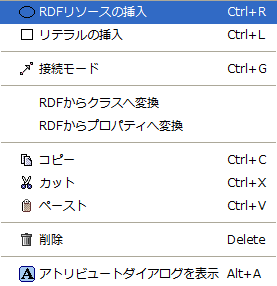 RDFリソースの挿入 Ctrl+R
リテラルの挿入 Ctrl+L
接続モード Ctrl+G
RDFからクラスへ変換
RDFからプロパティへ変換
コピー Ctrl+C
カット Ctrl+X
ペースト Ctrl+V
削除 Delete
A アトリビュートダイアログを表示 Alt+A